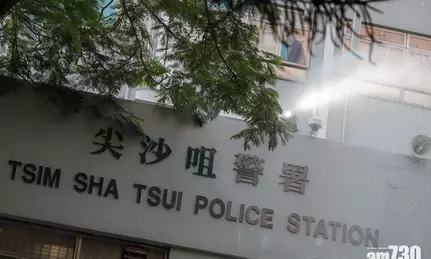 尖沙咀警署
TSIM SHA TSUI POLICE STATION
am730